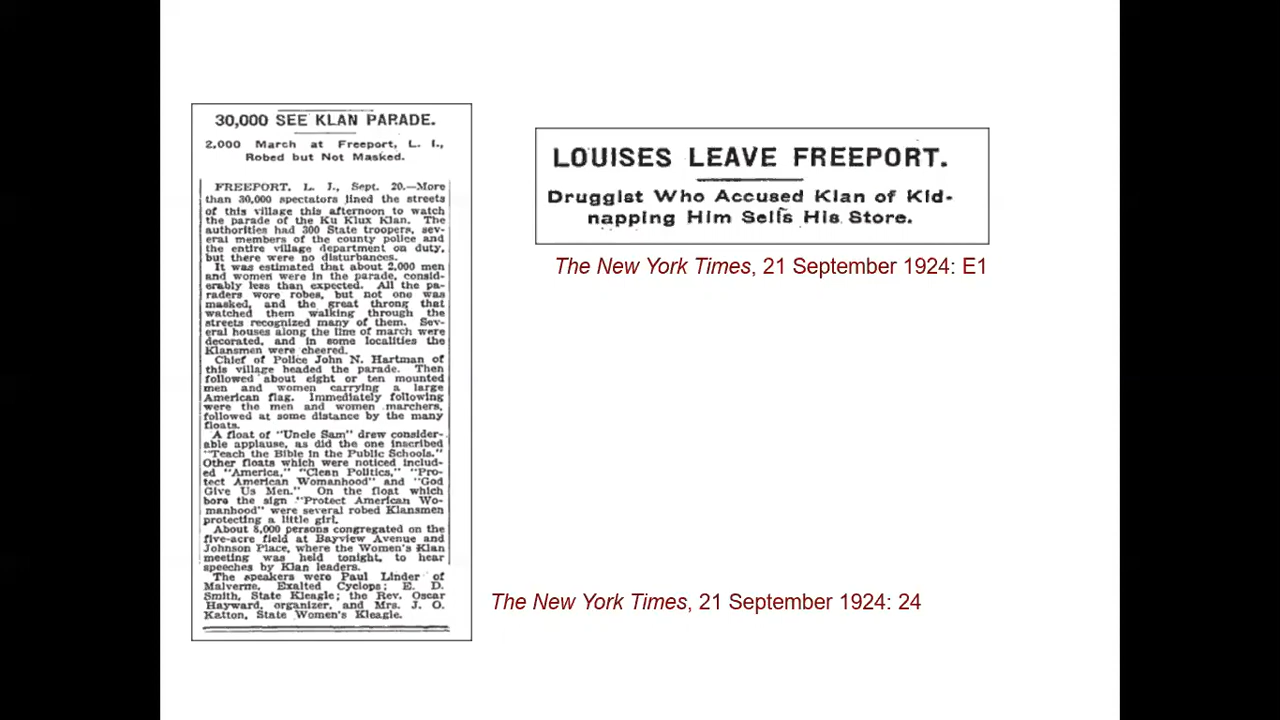 30,000 SEE KLAN PARADE.
2,000 March at Freeport, L. I.,
Robed but Not Masked.
FREEPORT, L. I., Sept. 20.—More
than 30,000 spectators lined the streets
of this village this afternoon to watch
the parade of the Ku Klux Klan. The
authorities had 300 State troopers, sev-
eral members of the county police and
the entire village department on duty,
but there were no disturbances.
It was estimated that about 2,000 men
and women were in the parade, consid-
erably less than expected. All the pa-
raders wore robes, but not one was
masked, and the great throng that
watched them walking through the
streets recognized many of them. Sev-
eral houses along the line of march were
decorated, and in some localities the
Klansmen were cheered.
Chief of Police John N. Hartman of
this village headed the parade. Then
followed about eight or ten mounted
men and women carrying a large
American flag. Immediately following
were the men and women marchers,
followed at some distance by the many
floats.
A float of "Uncle Sam" drew consider-
able applause, as did the one inscribed
"Teach the Bible in the Public Schools."
Other floats which were noticed includ-
ed "America," "Clean Politics," "Pro-
tect American Womanhood" and "God
Give Us Men." On the float which
bore the sign "Protect American Wo-
manhood" were several robed Klansmen
protecting a little girl.
About 8,000 persons congregated on the
five-acre field at Bayview Avenue and
Johnson Place, where the Women's Klan
meeting was held tonight, to hear
speeches by Klan leaders.
The speakers were Paul Linder of
Malverne, Exalted Cyclops; E. D.
Smith, State Kleagle; the Rev. Oscar
Hayward, organizer, and Mrs. J. O.
Katton, State Women's Kleagle.
LOUISES LEAVE FREEPORT.
Druggist Who Accused Klan of Kid-
napping Him Sells His Store.
The New York Times, 21 September 1924: E1
The New York Times, 21 September 1924: 24